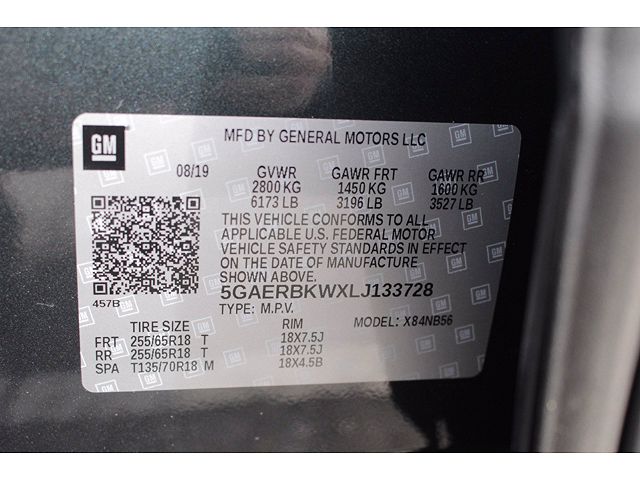 GM
MFD BY GENERAL MOTORS LLC
08/19 GVWR GAWR FRT GAWR RR
2800 KG 1450 KG 1600 KG
6173 LB 3196 LB 3527 LB
THIS VEHICLE CONFORMS TO ALL
APPLICABLE U.S. FEDERAL MOTOR
VEHICLE SAFETY STANDARDS IN EFFECT
ON THE DATE OF MANUFACTURE
SHOWN ABOVE.
457B 5GAERBKWXLJ133728
TYPE: M.P.V. MODEL: X84NB56
TIRE SIZE RIM
FRT 255/65R18 T 18X7.5J
RR 255/65R18 T 18X7.5J
SPA T135/70R18 M 18X4.5B